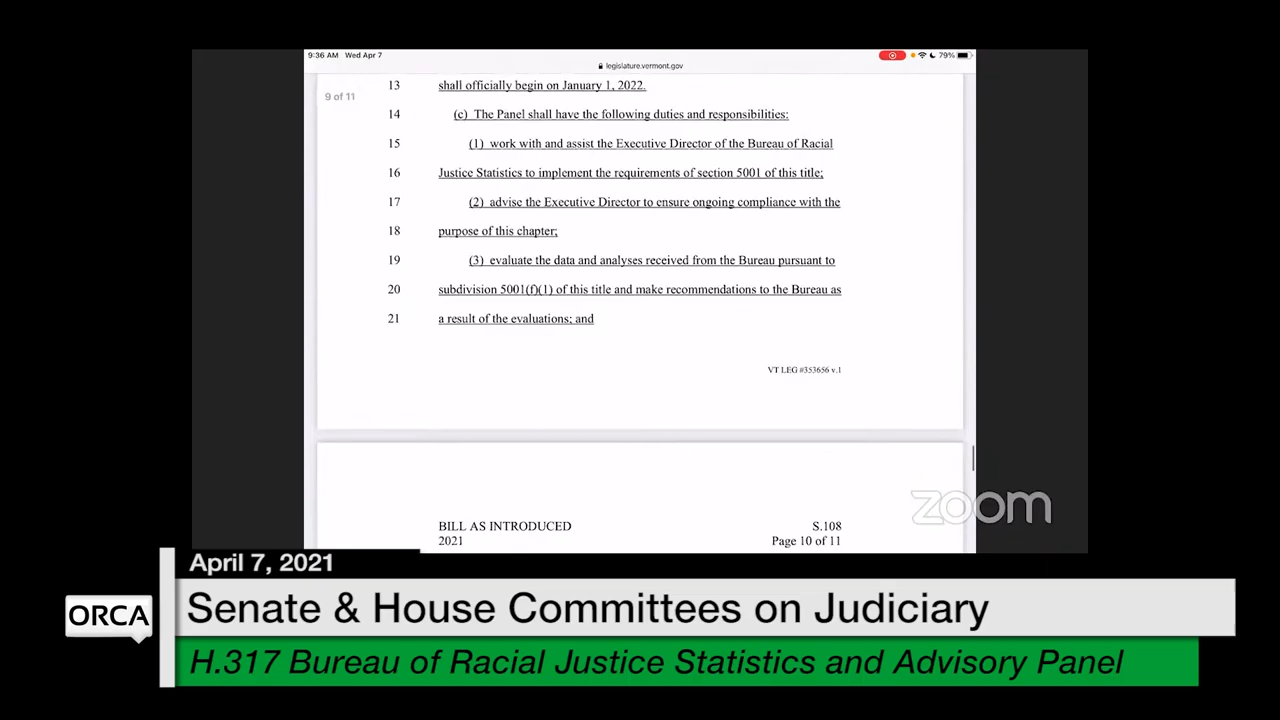 9:36 AM Wed Apr 7
79%
legislature.vermont.gov
9 of 11
13 shall officially begin on January 1, 2022.
14 (c) The Panel shall have the following duties and responsibilities:
15 (1) work with and assist the Executive Director of the Bureau of Racial
16 Justice Statistics to implement the requirements of section 5001 of this title;
17 (2) advise the Executive Director to ensure ongoing compliance with the
18 purpose of this chapter;
19 (3) evaluate the data and analyses received from the Bureau pursuant to
20 subdivision 5001(f)(1) of this title and make recommendations to the Bureau as
21 a result of the evaluations; and
VT LEG #353656 v.1
BILL AS INTRODUCED S.108
2021 Page 10 of 11
zoom
April 7, 2021
ORCA
Senate & House Committees on Judiciary
H.317 Bureau of Racial Justice Statistics and Advisory Panel